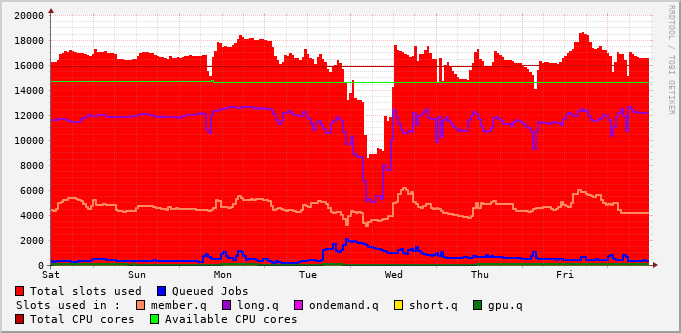 20000
18000
16000
14000
12000
10000
8000
6000
4000
2000
0
Sat Sun Mon Tue Wed Thu Fri
Total slots used Queued Jobs
Slots used in : member.q long.q ondemand.q short.q gpu.q
Total CPU cores Available CPU cores
RRDTOOL / TOBI OETIKER